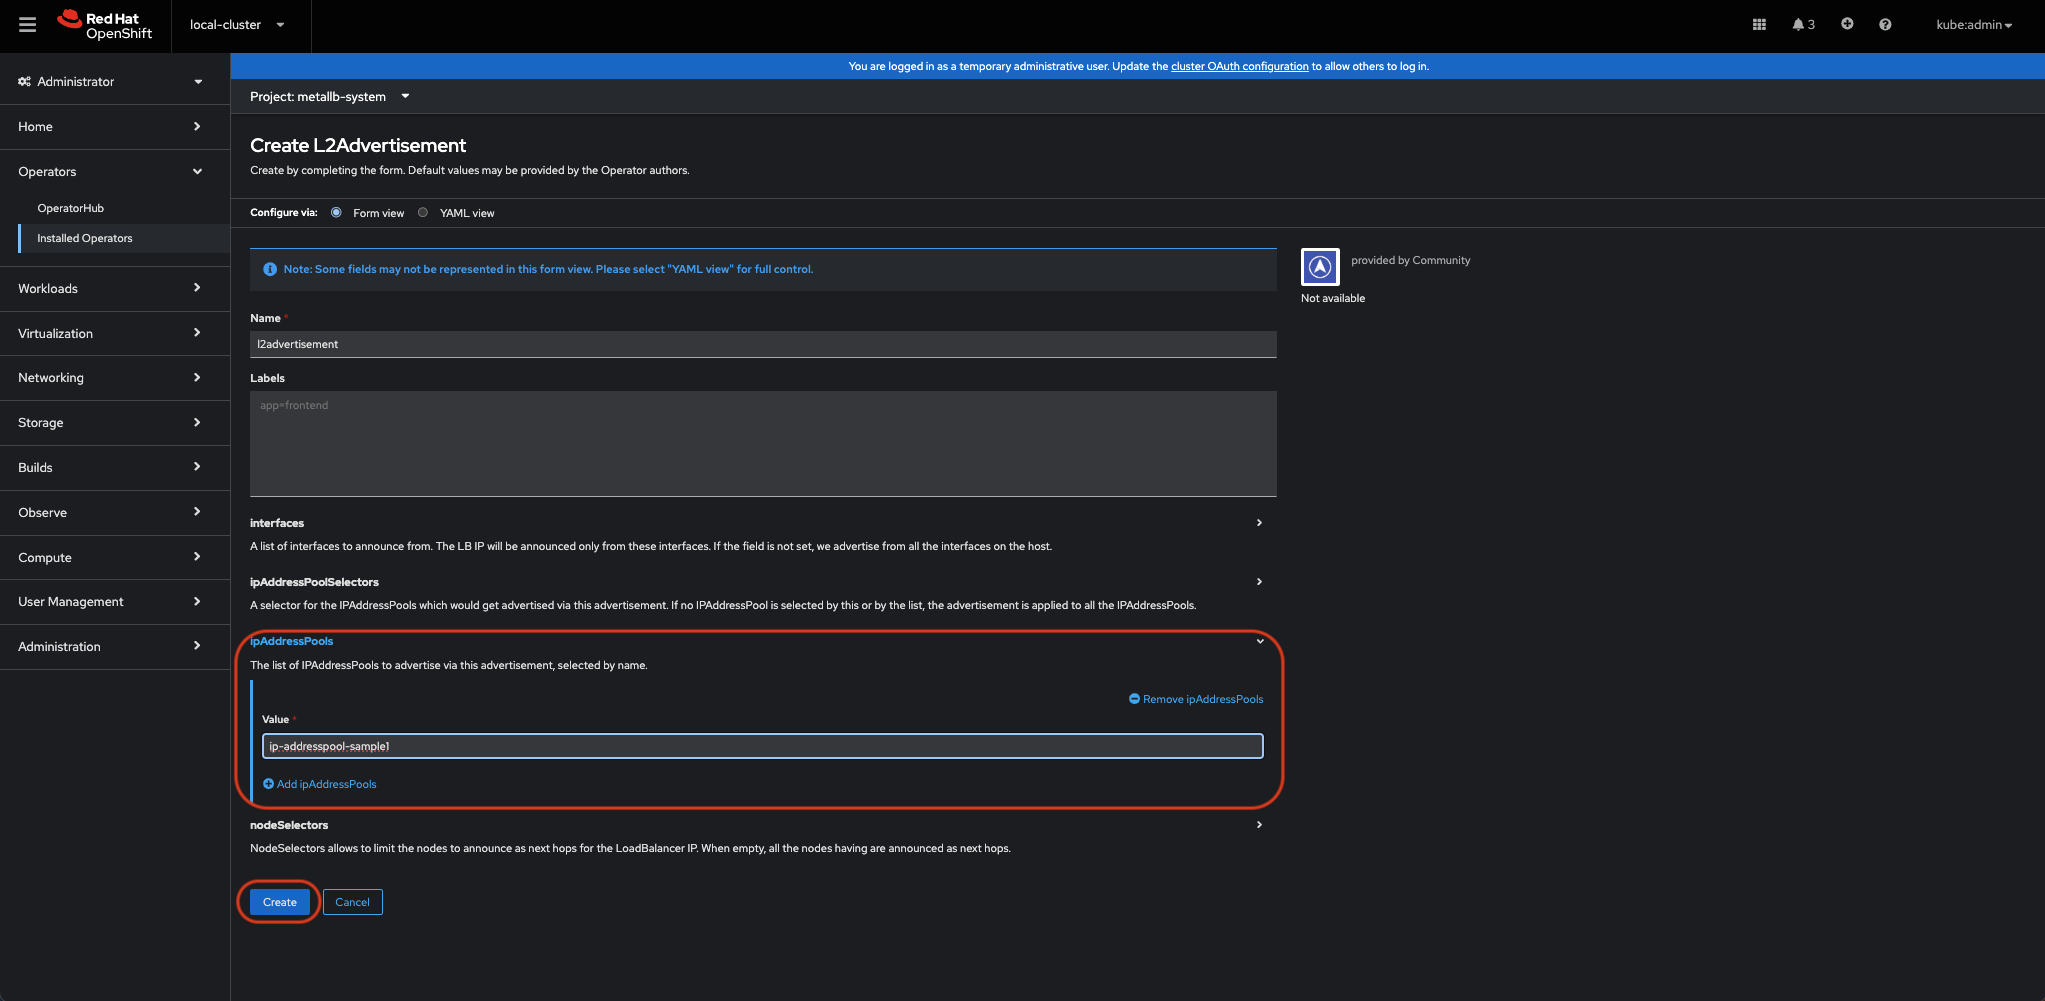 Red Hat
OpenShift
local-cluster
3
kube:admin
You are logged in as a temporary administrative user. Update the cluster OAuth configuration to allow others to log in.
Administrator
Home
Operators
OperatorHub
Installed Operators
Workloads
Virtualization
Networking
Storage
Builds
Observe
Compute
User Management
Administration
Project: metallb-system
Create L2Advertisement
Create by completing the form. Default values may be provided by the Operator authors.
Configure via: Form view YAML view
Note: Some fields may not be represented in this form view. Please select "YAML view" for full control.
provided by Community
Not available
Name *
l2advertisement
Labels
app=frontend
interfaces
A list of interfaces to announce from. The LB IP will be announced only from these interfaces. If the field is not set, we advertise from all the interfaces on the host.
ipAddressPoolSelectors
A selector for the IPAddressPools which would get advertised via this advertisement. If no IPAddressPool is selected by this or by the list, the advertisement is applied to all the IPAddressPools.
ipAddressPools
The list of IPAddressPools to advertise via this advertisement, selected by name.
Remove ipAddressPools
Value *
ip-addresspool-sample1
Add ipAddressPools
nodeSelectors
NodeSelectors allows to limit the nodes to announce as next hops for the LoadBalancer IP. When empty, all the nodes having are announced as next hops.
Create Cancel